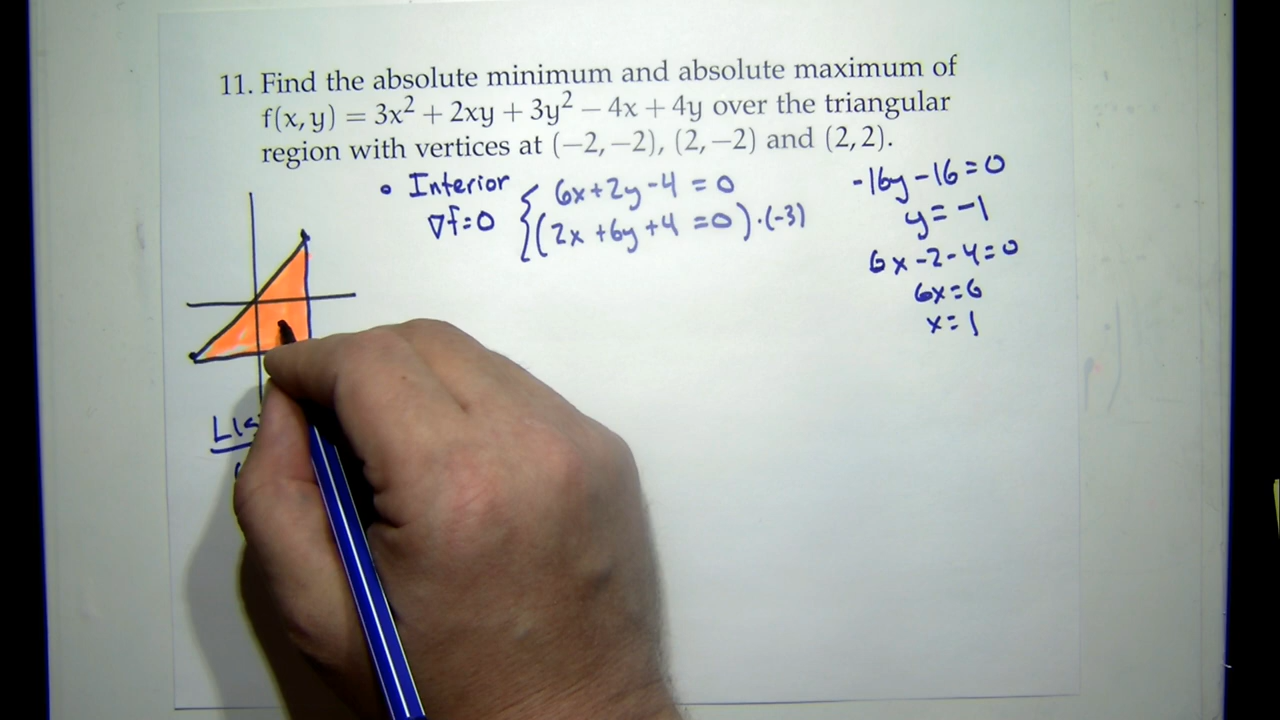 11. Find the absolute minimum and absolute maximum of
f(x, y) = 3x² + 2xy + 3y² − 4x + 4y over the triangular
region with vertices at (−2, −2), (2, −2) and (2, 2).
• Interior
∇f=0
{ 6x+2y-4 = 0
(2x +6y +4 = 0)·(-3)
-16y-16=0
y=-1
6x-2-4=0
6x=6
x=1